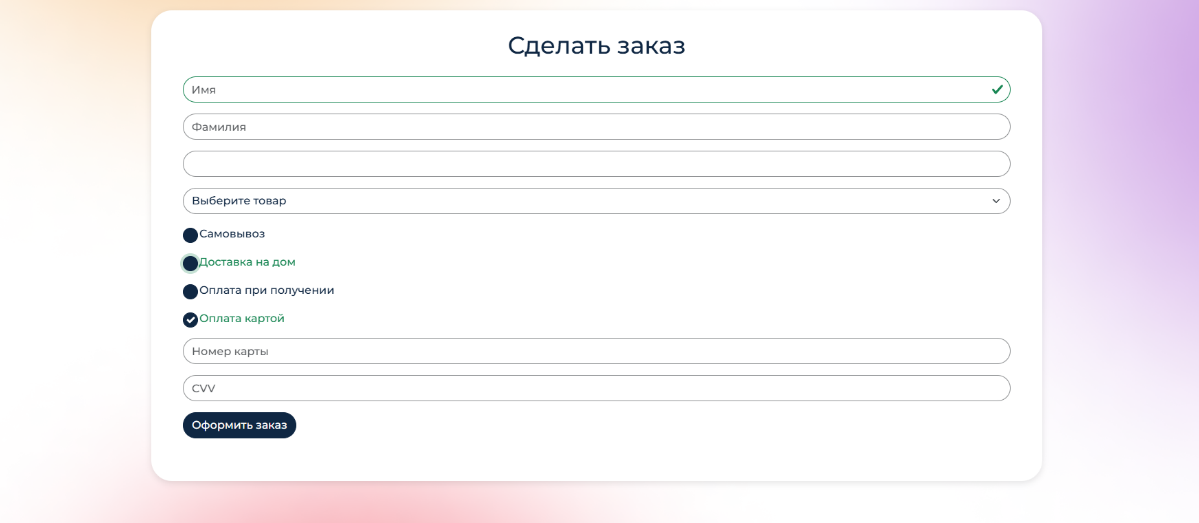 Сделать заказ
Имя
Фамилия
Выберите товар
Самовывоз
Доставка на дом
Оплата при получении
Оплата картой
Номер карты
CVV
Оформить заказ